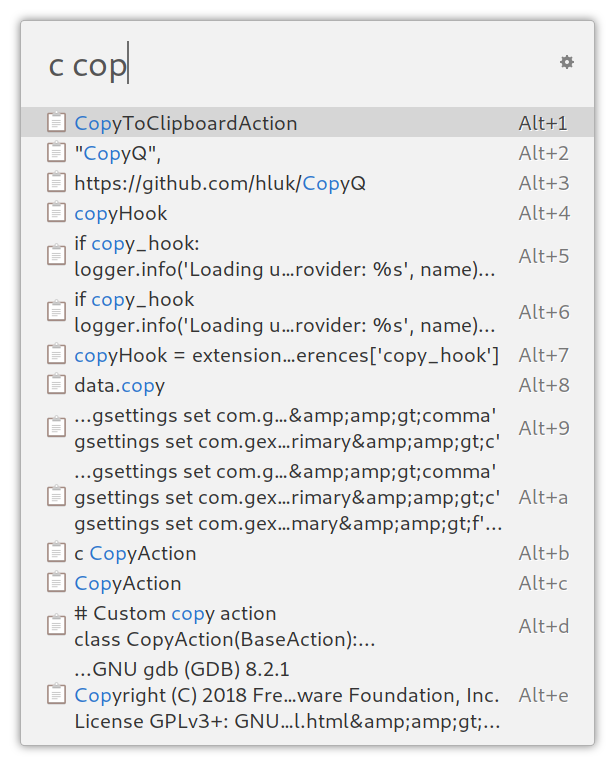 c cop
CopyToClipboardAction Alt+1
"CopyQ", Alt+2
https://github.com/hluk/CopyQ Alt+3
copyHook Alt+4
if copy_hook:
logger.info('Loading u…rovider: %s', name)… Alt+5
if copy_hook
logger.info('Loading u…rovider: %s', name)… Alt+6
copyHook = extension…erences['copy_hook'] Alt+7
data.copy Alt+8
…gsettings set com.g…&amp;amp;gt;comma'
gsettings set com.gex…rimary&amp;amp;gt;c' Alt+9
…gsettings set com.g…&amp;amp;gt;comma'
gsettings set com.gex…rimary&amp;amp;gt;c' Alt+a
gsettings set com.gex…mary&amp;amp;gt;f'…
c CopyAction Alt+b
CopyAction Alt+c
# Custom copy action
class CopyAction(BaseAction):… Alt+d
…GNU gdb (GDB) 8.2.1
Copyright (C) 2018 Fre…ware Foundation, Inc. Alt+e
License GPLv3+: GNU…l.html&amp;amp;gt;…